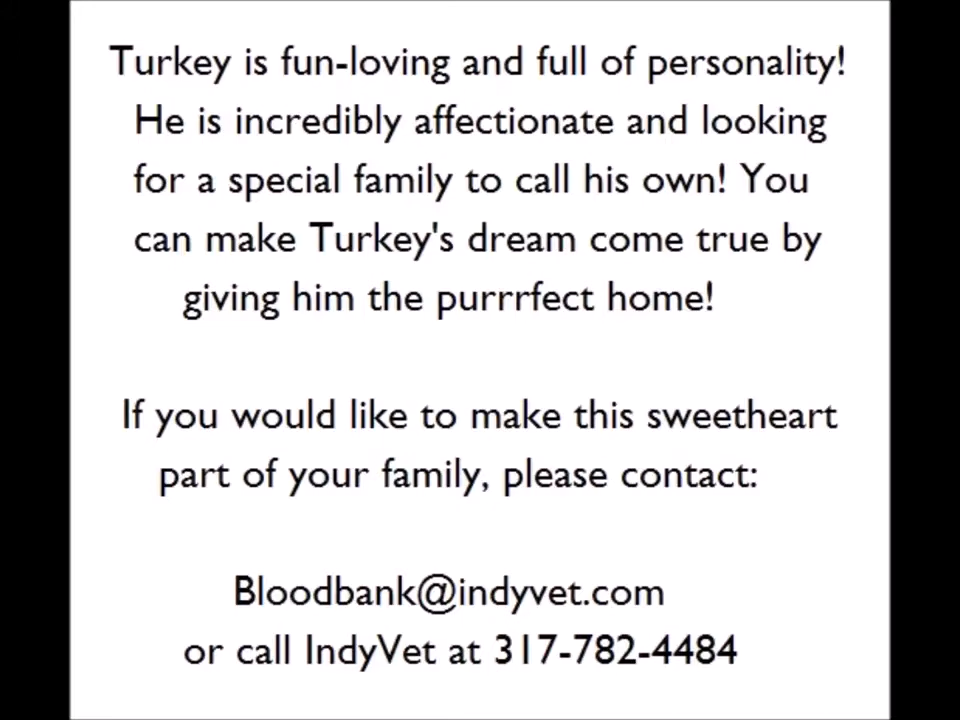 Turkey is fun-loving and full of personality!
He is incredibly affectionate and looking
for a special family to call his own! You
can make Turkey's dream come true by
giving him the purrrfect home!
If you would like to make this sweetheart
part of your family, please contact:
Bloodbank@indyvet.com
or call IndyVet at 317-782-4484